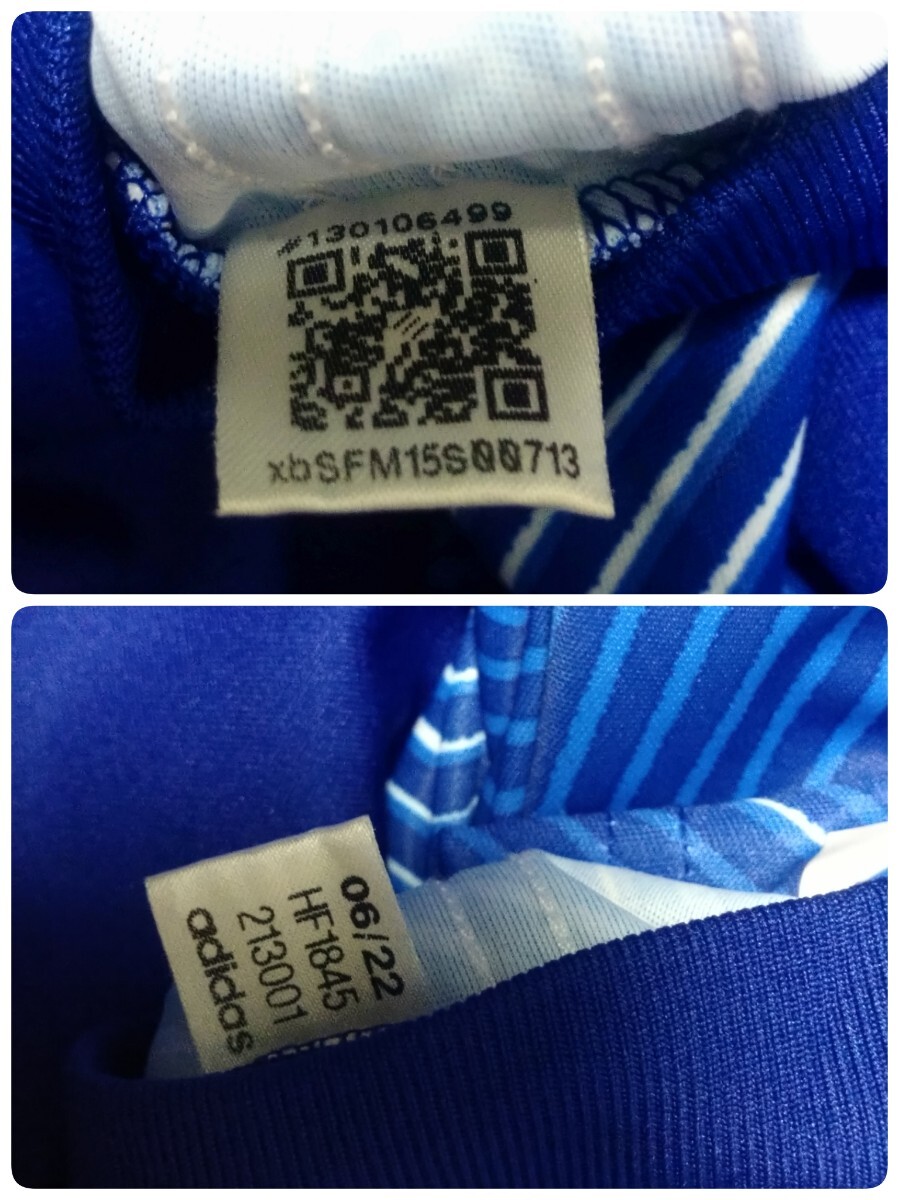 #130106499
xbSFM15S00713
06/22
HF1845
213001
adidas